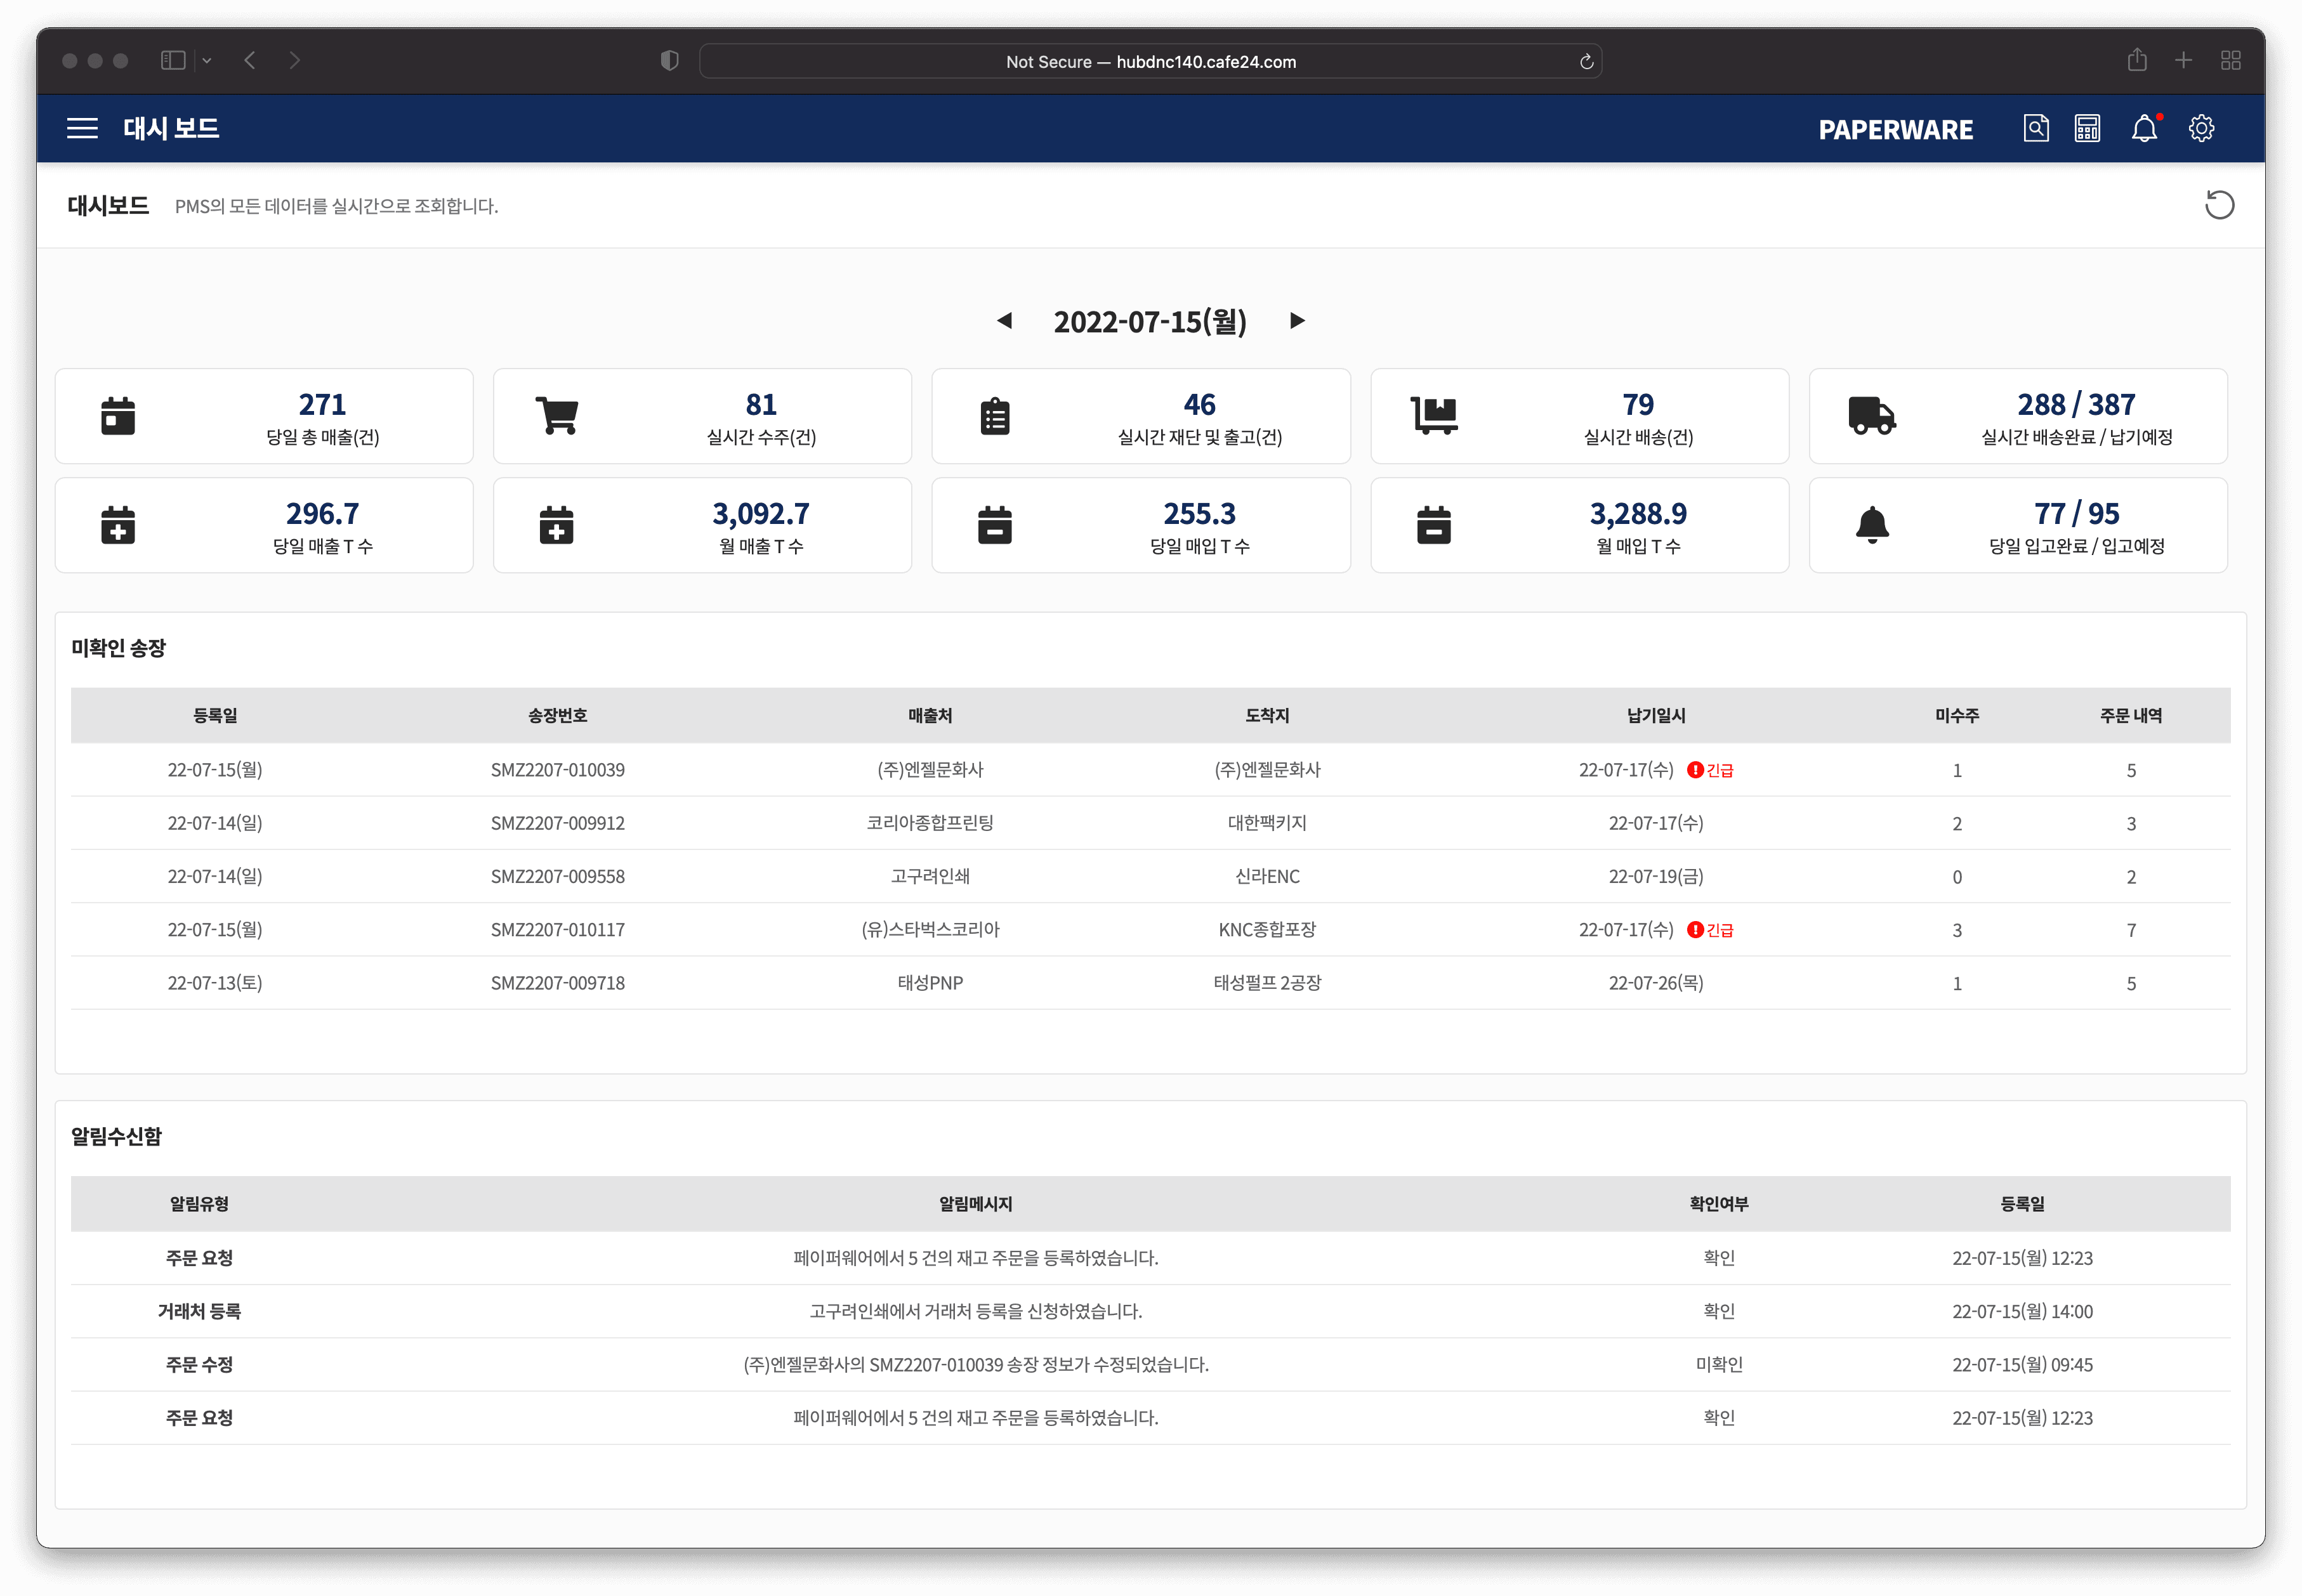 Not Secure — hubdnc140.cafe24.com
대시 보드
PAPERWARE
대시보드 PMS의 모든 데이터를 실시간으로 조회합니다.
2022-07-15(월)
271
당일 총 매출(건)
81
실시간 수주(건)
46
실시간 재단 및 출고(건)
79
실시간 배송(건)
288 / 387
실시간 배송완료 / 납기예정
296.7
당일 매출 T 수
3,092.7
월 매출 T 수
255.3
당일 매입 T 수
3,288.9
월 매입 T 수
77 / 95
당일 입고완료 / 입고예정
미확인 송장
등록일 송장번호 매출처 도착지 납기일시 미수주 주문 내역
22-07-15(월) SMZ2207-010039 (주)엔젤문화사 (주)엔젤문화사 22-07-17(수) 긴급 1 5
22-07-14(일) SMZ2207-009912 코리아종합프린팅 대한팩키지 22-07-17(수) 2 3
22-07-14(일) SMZ2207-009558 고구려인쇄 신라ENC 22-07-19(금) 0 2
22-07-15(월) SMZ2207-010117 (유)스타벅스코리아 KNC종합포장 22-07-17(수) 긴급 3 7
22-07-13(토) SMZ2207-009718 태성PNP 태성펄프 2공장 22-07-26(목) 1 5
알림수신함
알림유형 알림메시지 확인여부 등록일
주문 요청 페이퍼웨어에서 5 건의 재고 주문을 등록하였습니다. 확인 22-07-15(월) 12:23
거래처 등록 고구려인쇄에서 거래처 등록을 신청하였습니다. 확인 22-07-15(월) 14:00
주문 수정 (주)엔젤문화사의 SMZ2207-010039 송장 정보가 수정되었습니다. 미확인 22-07-15(월) 09:45
주문 요청 페이퍼웨어에서 5 건의 재고 주문을 등록하였습니다. 확인 22-07-15(월) 12:23